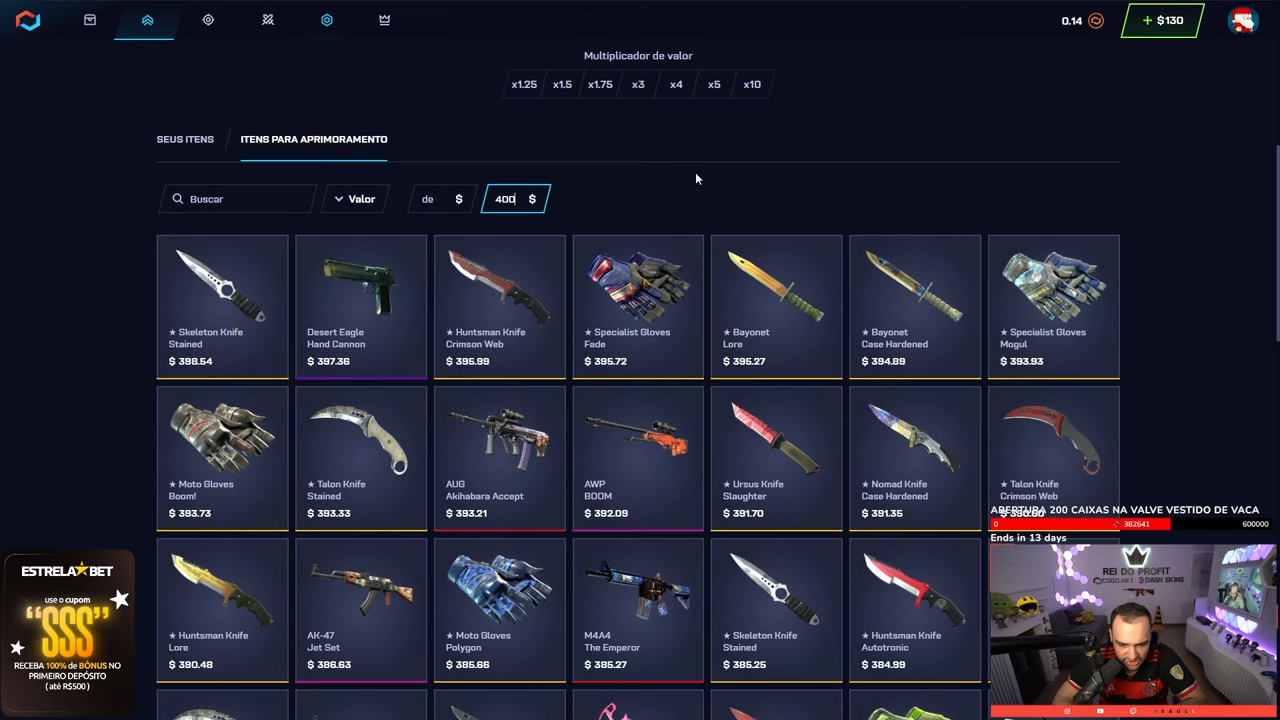 0.14
+ $130
Multiplicador de valor
x1.25 x1.5 x1.75 x3 x4 x5 x10
SEUS ITENS
ITENS PARA APRIMORAMENTO
Buscar
Valor
de $
400 $
★ Skeleton Knife
Stained
$ 398.54
Desert Eagle
Hand Cannon
$ 397.36
★ Huntsman Knife
Crimson Web
$ 395.99
★ Specialist Gloves
Fade
$ 395.72
★ Bayonet
Lore
$ 395.27
★ Bayonet
Case Hardened
$ 394.89
★ Specialist Gloves
Mogul
$ 393.93
★ Moto Gloves
Boom!
$ 393.73
★ Talon Knife
Stained
$ 393.33
AUG
Akihabara Accept
$ 393.21
AWP
BOOM
$ 392.09
★ Ursus Knife
Slaughter
$ 391.70
★ Nomad Knife
Case Hardened
$ 391.35
★ Talon Knife
Crimson Web
ABERTURA 200 CAIXAS NA VALVE VESTIDO DE VACA
0 382641 600000
Ends in 13 days
★ Huntsman Knife
Lore
$ 390.48
AK-47
Jet Set
$ 386.63
★ Moto Gloves
Polygon
$ 385.66
M4A4
The Emperor
$ 385.27
★ Skeleton Knife
Stained
$ 385.25
★ Huntsman Knife
Autotronic
$ 384.99
ESTRELA★BET
use o cupom
“SSS”
RECEBA 100% de BÔNUS NO
PRIMEIRO DEPÓSITO
(até R$500)
REI DO PROFIT
CSGO.NET DASH SKINS